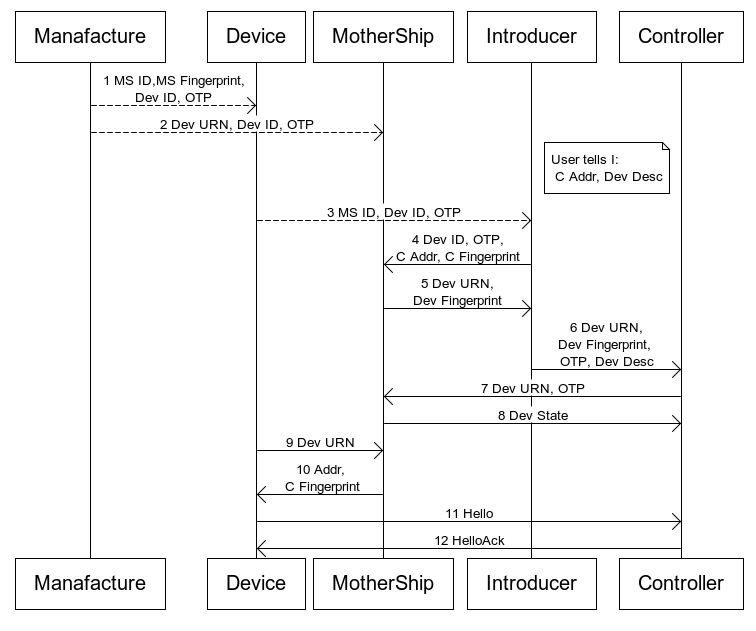 Manafacture
Device
MotherShip
Introducer
Controller
1 MS ID,MS Fingerprint,
Dev ID, OTP
2 Dev URN, Dev ID, OTP
User tells I:
C Addr, Dev Desc
3 MS ID, Dev ID, OTP
4 Dev ID, OTP,
C Addr, C Fingerprint
5 Dev URN,
Dev Fingerprint
6 Dev URN,
Dev Fingerprint,
OTP, Dev Desc
7 Dev URN, OTP
8 Dev State
9 Dev URN
10 Addr,
C Fingerprint
11 Hello
12 HelloAck
Manafacture
Device
MotherShip
Introducer
Controller